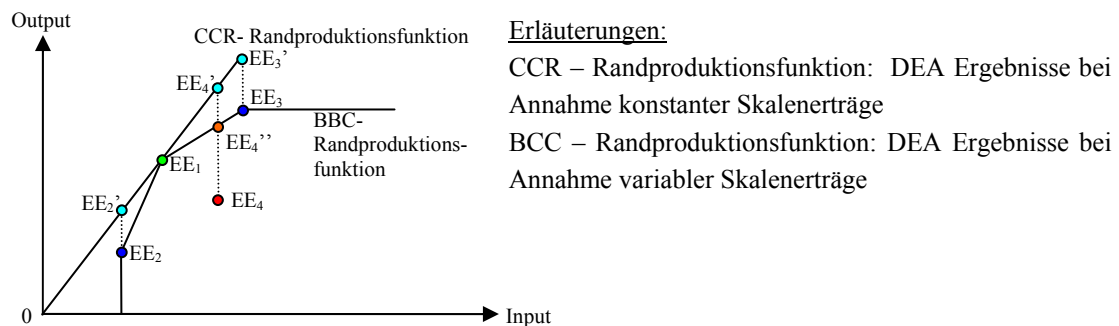 Output
CCR- Randproduktionsfunktion
EE3’
EE4’
EE3
BBC-
Randproduktions-
funktion
EE4’’
EE1
EE2’
EE4
EE2
0
Input
Erläuterungen:
CCR – Randproduktionsfunktion: DEA Ergebnisse bei
Annahme konstanter Skalenerträge
BCC – Randproduktionsfunktion: DEA Ergebnisse bei
Annahme variabler Skalenerträge